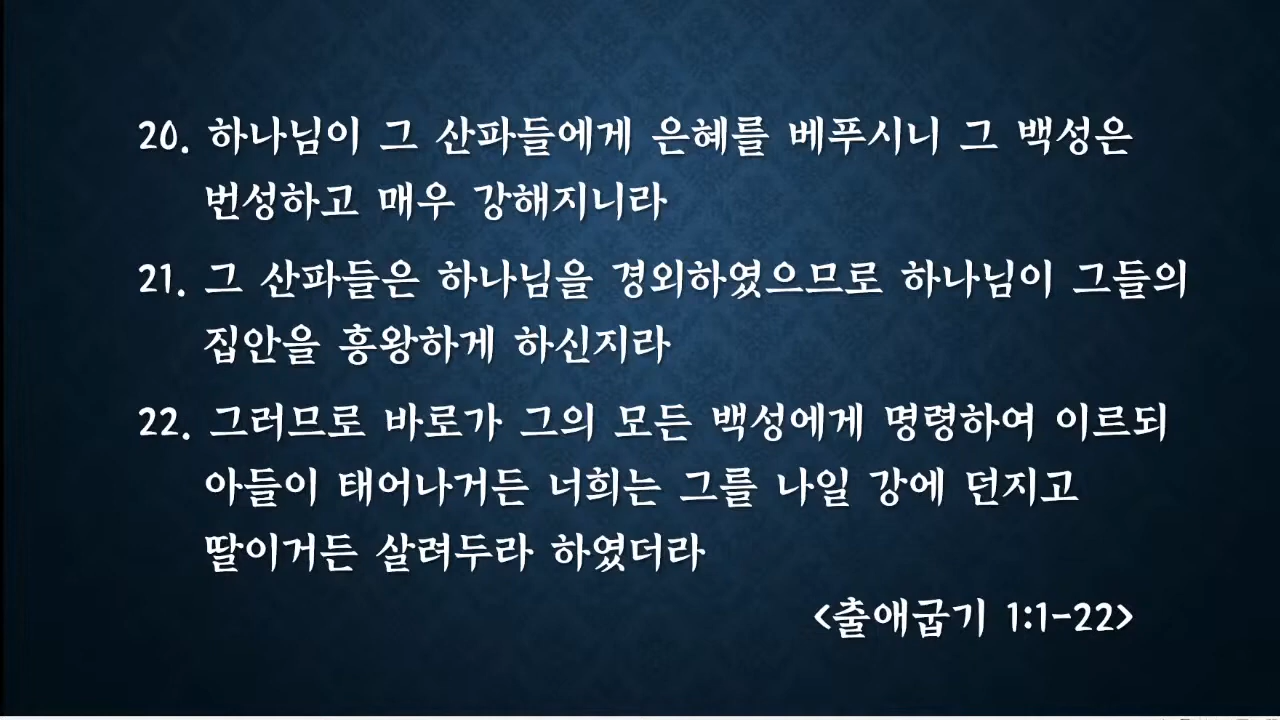 20. 하나님이 그 산파들에게 은혜를 베푸시니 그 백성은
번성하고 매우 강해지니라
21. 그 산파들은 하나님을 경외하였으므로 하나님이 그들의
집안을 흥왕하게 하신지라
22. 그러므로 바로가 그의 모든 백성에게 명령하여 이르되
아들이 태어나거든 너희는 그를 나일 강에 던지고
딸이거든 살려두라 하였더라
<출애굽기 1:1-22>